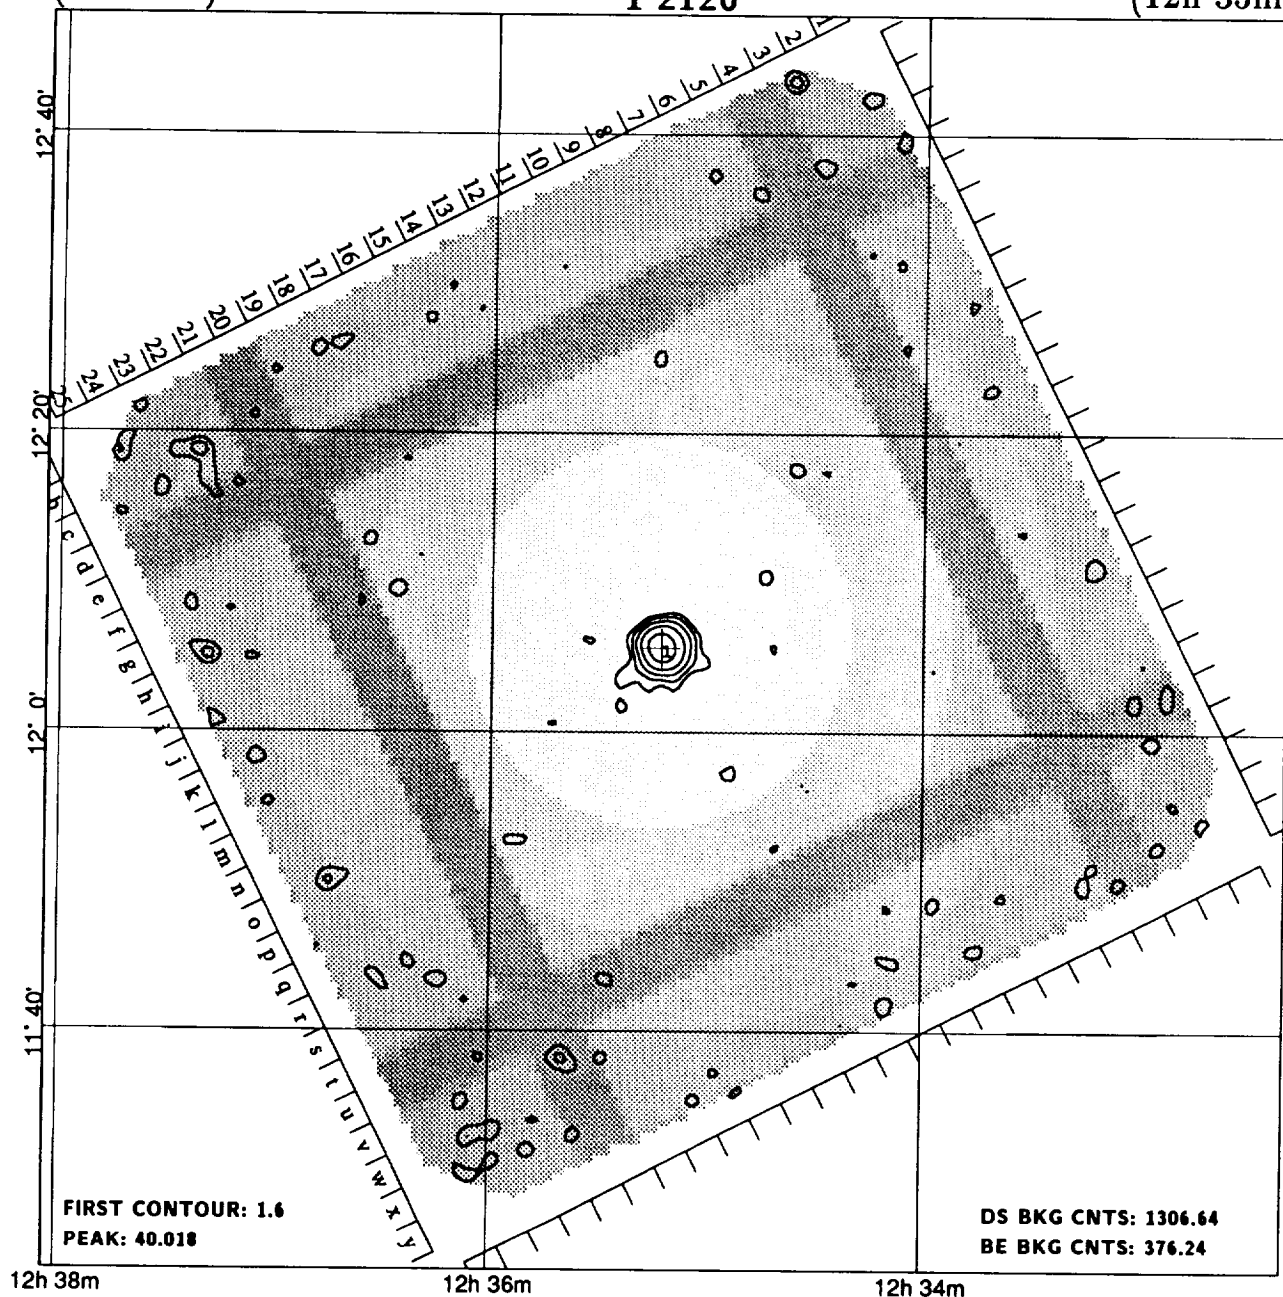 I 2120
1 2 3 4 5 6 7 8 9 10 11 12 13 14 15 16 17 18 19 20 21 22 23 24 25
12° 40'
12° 20'
12° 0'
11° 40'
b c d e f g h i j k l m n o p q r s t u v w x y
FIRST CONTOUR: 1.6
PEAK: 40.018
DS BKG CNTS: 1306.64
BE BKG CNTS: 376.24
12h 38m
12h 36m
12h 34m